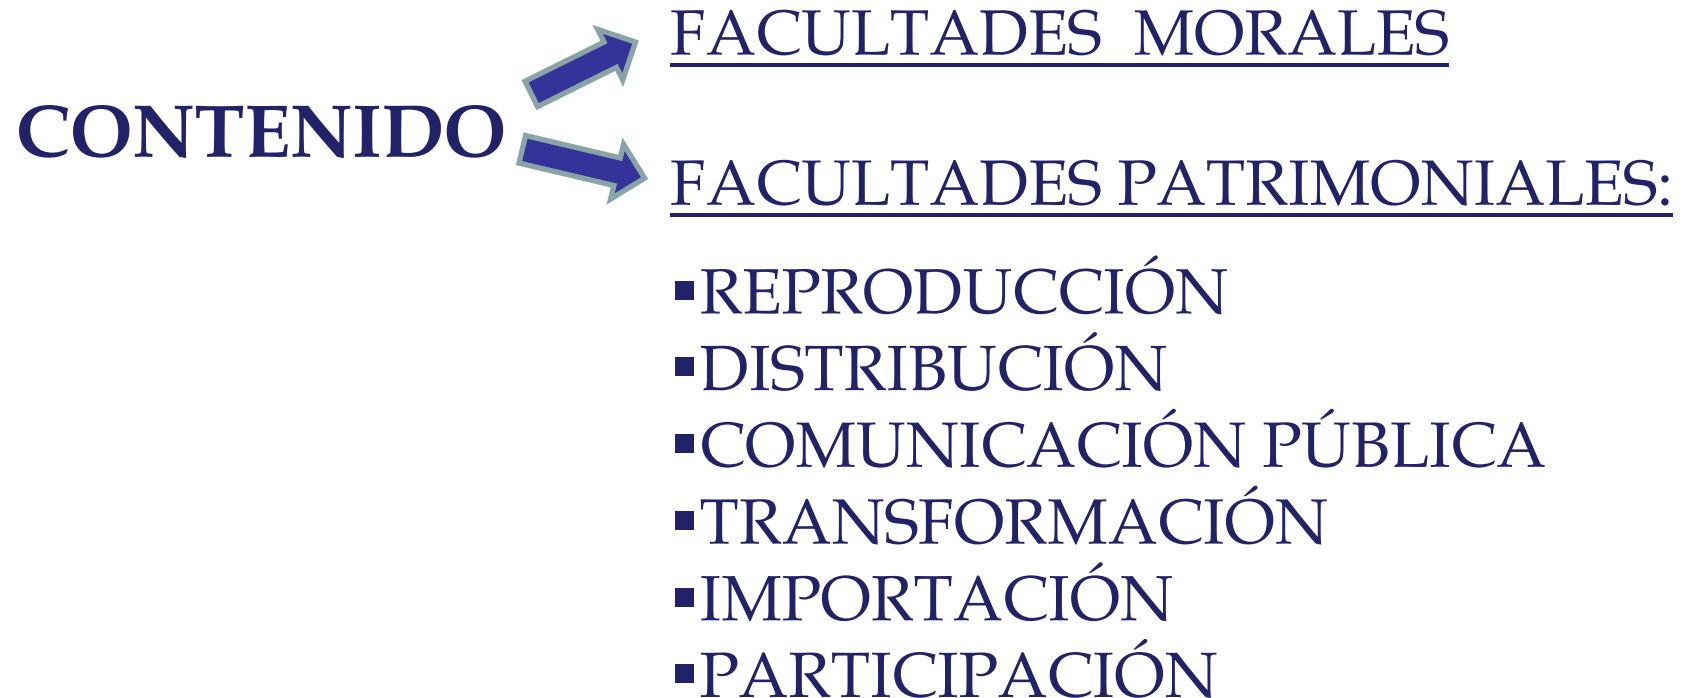 FACULTADES MORALES
CONTENIDO
FACULTADES PATRIMONIALES:
▪REPRODUCCIÓN
▪DISTRIBUCIÓN
▪COMUNICACIÓN PÚBLICA
▪TRANSFORMACIÓN
▪IMPORTACIÓN
▪PARTICIPACIÓN